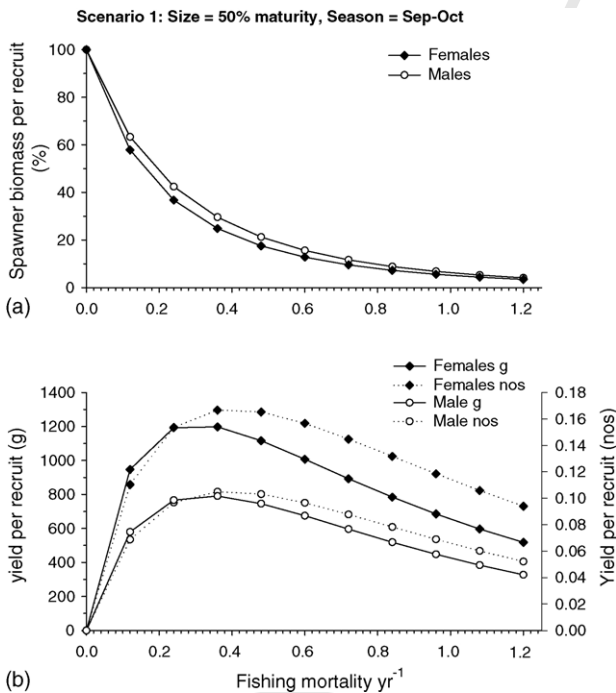 Scenario 1: Size = 50% maturity, Season = Sep-Oct
Females
Males
Spawner biomass per recruit
(%)
100
80
60
40
20
0
0.0 0.2 0.4 0.6 0.8 1.0 1.2
(a)
Females g
Females nos
Male g
Male nos
yield per recruit (g)
1400
1200
1000
800
600
400
200
0
0.18
0.16
0.14
0.12
0.10
0.08
0.06
0.04
0.02
0.00
Yield per recruit (nos)
0.0 0.2 0.4 0.6 0.8 1.0 1.2
(b)
Fishing mortality yr-1